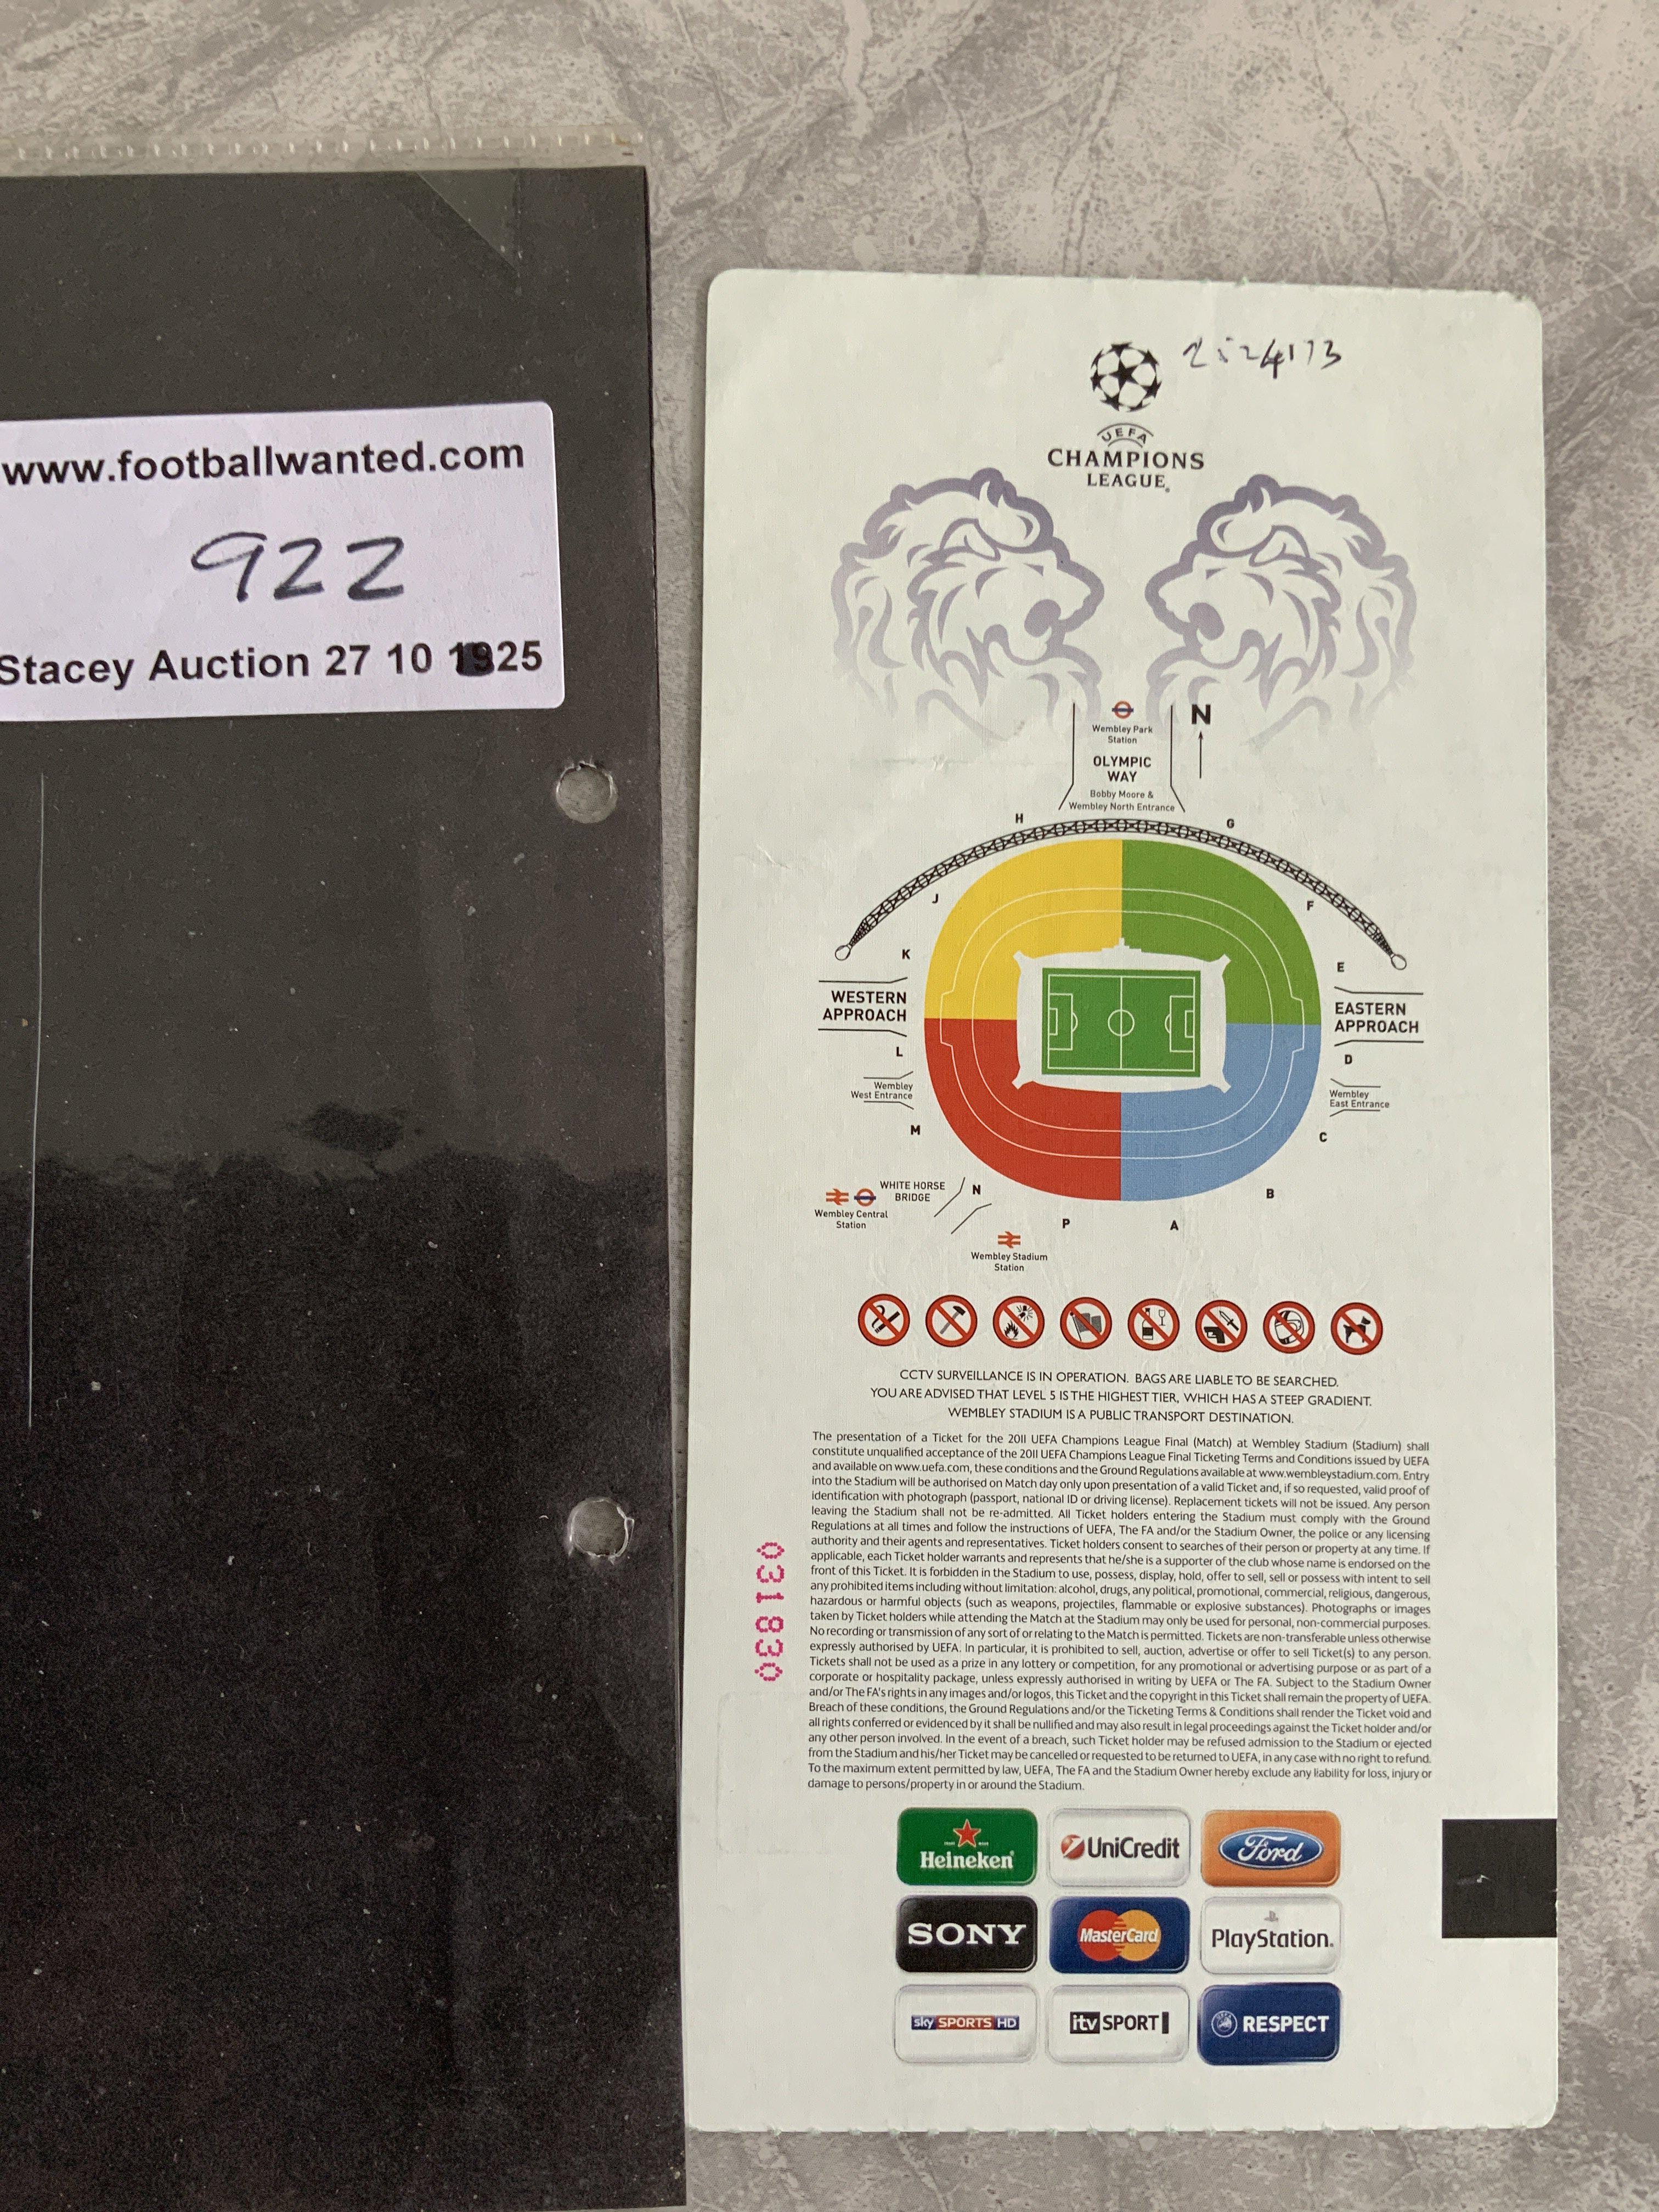 www.footballwanted.com
922
Stacey Auction 27 10 1925
2524173
UEFA
CHAMPIONS
LEAGUE
Wembley Park
Station
N
OLYMPIC
WAY
Bobby Moore &
Wembley North Entrance
H
G
J
F
K
E
WESTERN
APPROACH
EASTERN
APPROACH
L
D
Wembley
West Entrance
Wembley
East Entrance
M
C
WHITE HORSE
BRIDGE
N
B
Wembley Central
Station
P
A
Wembley Stadium
Station
CCTV SURVEILLANCE IS IN OPERATION. BAGS ARE LIABLE TO BE SEARCHED.
YOU ARE ADVISED THAT LEVEL 5 IS THE HIGHEST TIER, WHICH HAS A STEEP GRADIENT.
WEMBLEY STADIUM IS A PUBLIC TRANSPORT DESTINATION.
The presentation of a Ticket for the 2011 UEFA Champions League Final (Match) at Wembley Stadium (Stadium) shall
constitute unqualified acceptance of the 2011 UEFA Champions League Final Ticketing Terms and Conditions issued by UEFA
and available on www.uefa.com, these conditions and the Ground Regulations available at www.wembleystadium.com. Entry
into the Stadium will be authorised on Match day only upon presentation of a valid Ticket and, if so requested, valid proof of
identification with photograph (passport, national ID or driving license). Replacement tickets will not be issued. Any person
leaving the Stadium shall not be re-admitted. All Ticket holders entering the Stadium must comply with the Ground
Regulations at all times and follow the instructions of UEFA, The FA and/or the Stadium Owner, the police or any licensing
authority and their agents and representatives. Ticket holders consent to searches of their person or property at any time. If
applicable, each Ticket holder warrants and represents that he/she is a supporter of the club whose name is endorsed on the
front of this Ticket. It is forbidden in the Stadium to use, possess, display, hold, offer to sell, sell or possess with intent to sell
any prohibited items including without limitation: alcohol, drugs, any political, promotional, commercial, religious, dangerous,
hazardous or harmful objects (such as weapons, projectiles, flammable or explosive substances). Photographs or images
taken by Ticket holders while attending the Match at the Stadium may only be used for personal, non-commercial purposes.
No recording or transmission of any sort of or relating to the Match is permitted. Tickets are non-transferable unless otherwise
expressly authorised by UEFA. In particular, it is prohibited to sell, auction, advertise or offer to sell Ticket(s) to any person.
Tickets shall not be used as a prize in any lottery or competition, for any promotional or advertising purpose or as part of a
corporate or hospitality package, unless expressly authorised in writing by UEFA or The FA. Subject to the Stadium Owner
and/or The FA's rights in any images and/or logos, this Ticket and the copyright in this Ticket shall remain the property of UEFA.
Breach of these conditions, the Ground Regulations and/or the Ticketing Terms & Conditions shall render the Ticket void and
all rights conferred or evidenced by it shall be nullified and may also result in legal proceedings against the Ticket holder and/or
any other person involved. In the event of a breach, such Ticket holder may be refused admission to the Stadium or ejected
from the Stadium and his/her Ticket may be cancelled or requested to be returned to UEFA, in any case with no right to refund.
To the maximum extent permitted by law, UEFA, The FA and the Stadium Owner hereby exclude any liability for loss, injury or
damage to persons/property in or around the Stadium.
031830
Heineken
UniCredit
Ford
SONY
MasterCard
PlayStation
sky SPORTS HD
itv SPORT
RESPECT